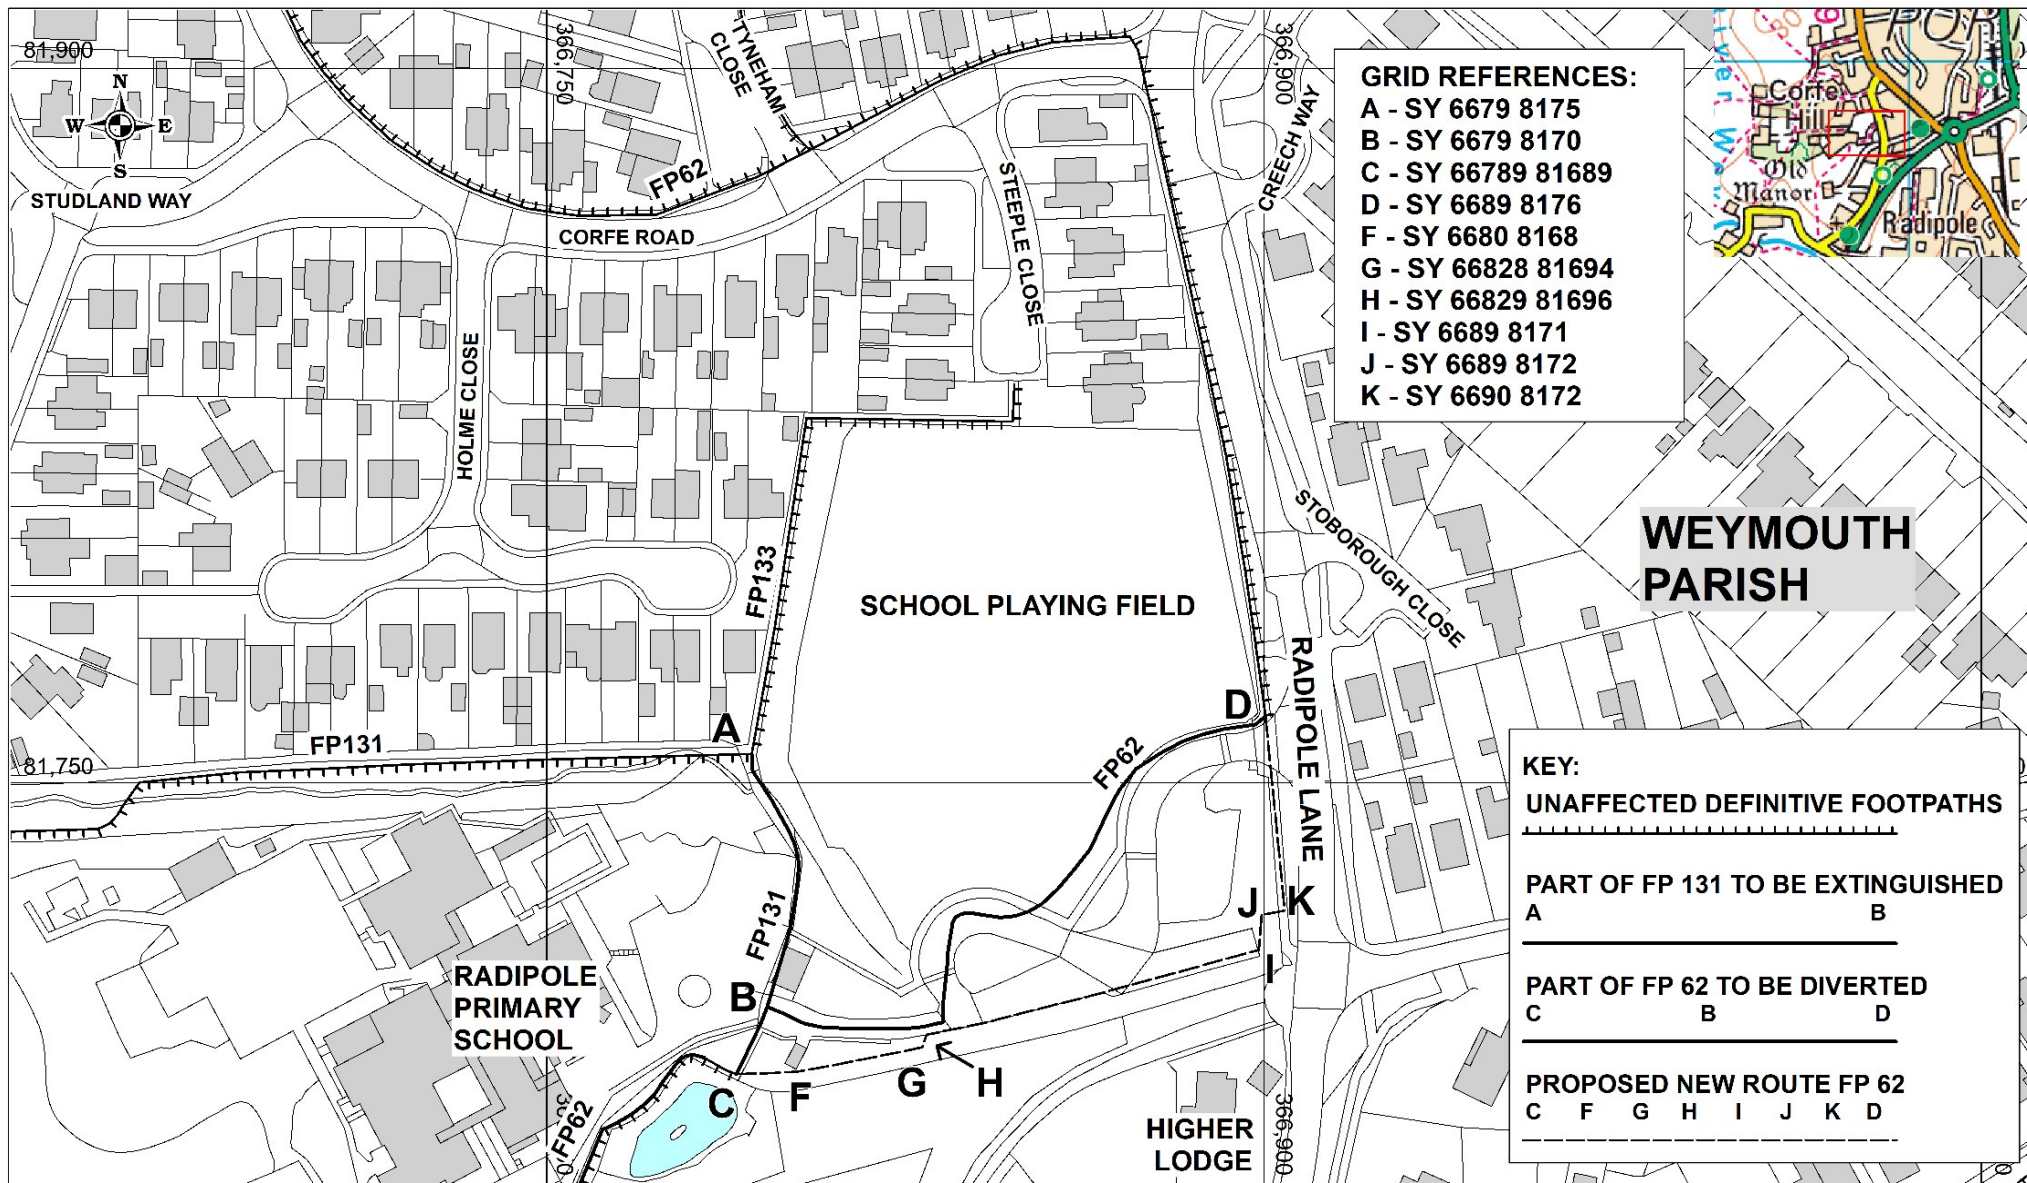 81,900
N
W E
S
STUDLAND WAY
366,750
TYNEHAM
CLOSE
FP62
CORFE ROAD
STEEPLE CLOSE
366,900
CREECH WAY
GRID REFERENCES:
A - SY 6679 8175
B - SY 6679 8170
C - SY 66789 81689
D - SY 6689 8176
F - SY 6680 8168
G - SY 66828 81694
H - SY 66829 81696
I - SY 6689 8171
J - SY 6689 8172
K - SY 6690 8172
Corfe
Hill
Old
Manor
Radipole
HOLME CLOSE
FP133
SCHOOL PLAYING FIELD
STOBOROUGH CLOSE
WEYMOUTH
PARISH
RADIPOLE LANE
A
D
FP131
81,750
FP62
FP131
J K
I
RADIPOLE
PRIMARY
SCHOOL
B
C F G H
FP62
HIGHER
LODGE
366,900
KEY:
UNAFFECTED DEFINITIVE FOOTPATHS
PART OF FP 131 TO BE EXTINGUISHED
A B
PART OF FP 62 TO BE DIVERTED
C B D
PROPOSED NEW ROUTE FP 62
C F G H I J K D